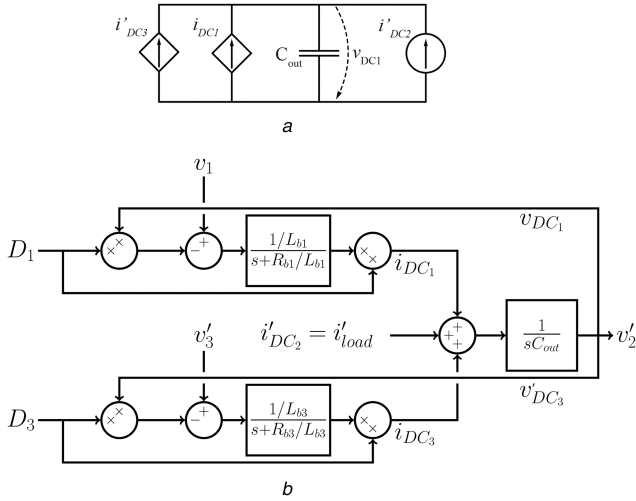 i'DC3 iDC1 Cout vDC1 i'DC2
a
v1
vDC1
D1 × × − + 1/Lb1 / s+Rb1/Lb1 × × iDC1
i′DC2 = i′load + + + 1/sCout v′2
v′3
v′DC3
D3 × × − + 1/Lb3 / s+Rb3/Lb3 × × iDC3
b